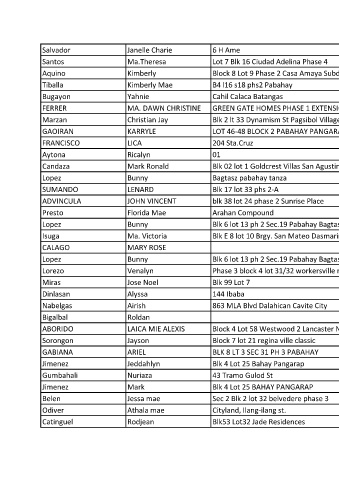 Salvador Janelle Charie 6 H Ame
Santos Ma.Theresa Lot 7 Blk 16 Ciudad Adelina Phase 4
Aquino Kimberly Block 8 Lot 9 Phase 2 Casa Amaya Subd
Tiballa Kimberly Mae B4 l16 s18 phs2 Pabahay
Bugayon Yahnie Cahil Calaca Batangas
FERRER MA. DAWN CHRISTINE GREEN GATE HOMES PHASE 1 EXTENSI
Marzan Christian Jay Blk 2 lt 33 Dynamism St Pagsibol Village
GAOIRAN KARRYLE LOT 46-48 BLOCK 2 PABAHAY PANGARA
FRANCISCO LICA 204 Sta.Cruz
Aytona Ricalyn 01
Candaza Mark Ronald Blk 02 lot 1 Goldcrest Villas San Agustin
Lopez Bunny Bagtasz pabahay tanza
SUMANDO LENARD Blk 17 lot 33 phs 2-A
ADVINCULA JOHN VINCENT blk 38 lot 24 phase 2 Sunrise Place
Presto Florida Mae Arahan Compound
Lopez Bunny Blk 6 lot 13 ph 2 Sec.19 Pabahay Bagtas
Isuga Ma. Victoria Blk E 8 lot 10 Brgy. San Mateo Dasmari
CALAGO MARY ROSE
Lopez Bunny Blk 6 lot 13 ph 2 Sec.19 Pabahay Bagtas
Lorezo Venalyn Phase 3 block 4 lot 31/32 workersville
Miras Jose Noel Blk 99 Lot 7
Dinlasan Alyssa 144 Ibaba
Nabelgas Airish 863 MLA Blvd Dalahican Cavite City
Bigalbal Roldan
ABORIDO LAICA MIE ALEXIS Block 4 Lot 58 Westwood 2 Lancaster N
Sorongon Jayson Block 7 lot 21 regina ville classic
GABIANA ARIEL BLK 8 LT 3 SEC 31 PH 3 PABAHAY
Jimenez Jeddahlyn Blk 4 Lot 25 Bahay Pangarap
Gumbahali Nuriaza 43 Tramo Gulod St
Jimenez Mark Blk 4 Lot 25 BAHAY PANGARAP
Belen Jessa mae Sec 2 Blk 2 lot 32 belvedere phase 3
Odiver Athala mae Cityland, Ilang-ilang st.
Catinguel Rodjean Blk53 Lot32 Jade Residences